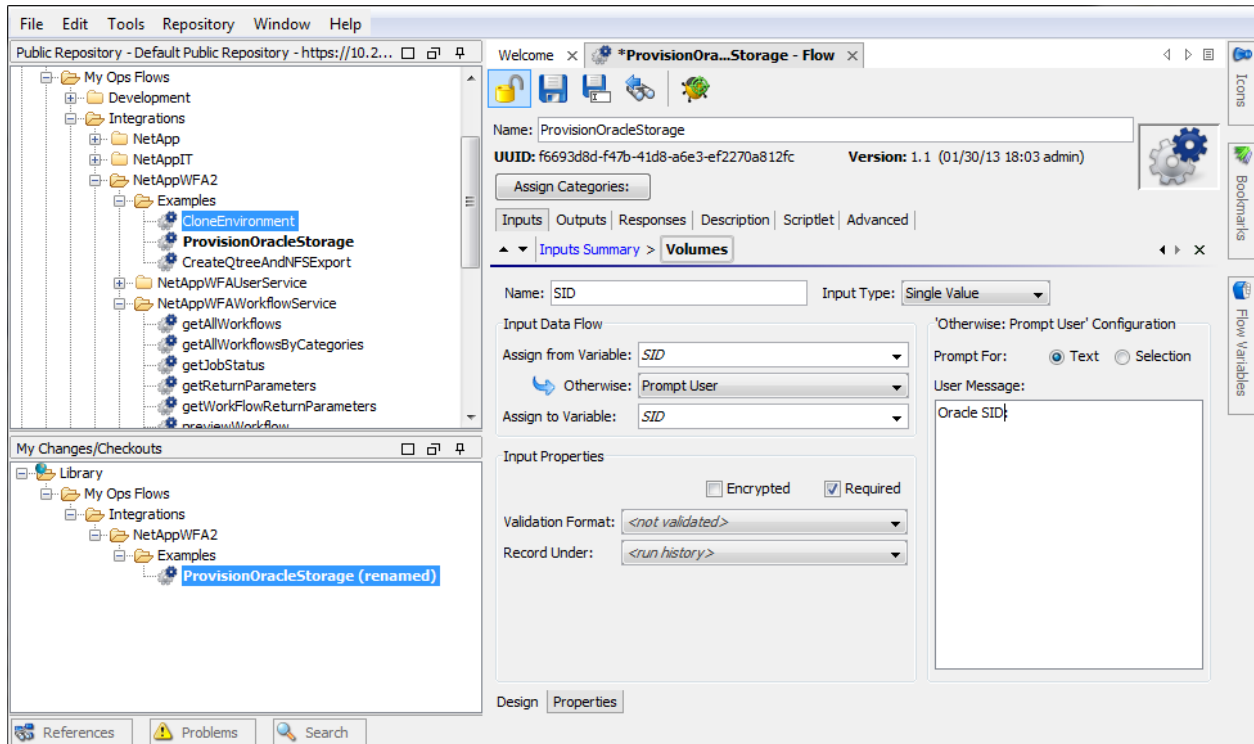 File Edit Tools Repository Window Help
Public Repository - Default Public Repository - https://10.2...
My Ops Flows
Development
Integrations
NetApp
NetAppIT
NetAppWFA2
Examples
CloneEnvironment
ProvisionOracleStorage
CreateQtreeAndNFSExport
NetAppWFAUserService
NetAppWFAWorkflowService
getAllWorkflows
getAllWorkflowsByCategories
getJobStatus
getReturnParameters
getWorkFlowReturnParameters
previewWorkflow
My Changes/Checkouts
Library
My Ops Flows
Integrations
NetAppWFA2
Examples
ProvisionOracleStorage (renamed)
References Problems Search
Welcome *ProvisionOra...Storage - Flow
Name: ProvisionOracleStorage
UUID: f6693d8d-f47b-41d8-a6e3-ef2270a812fc Version: 1.1 (01/30/13 18:03 admin)
Assign Categories:
Inputs Outputs Responses Description Scriptlet Advanced
Inputs Summary > Volumes
Name: SID Input Type: Single Value
Input Data Flow
Assign from Variable: SID
Otherwise: Prompt User
Assign to Variable: SID
'Otherwise: Prompt User' Configuration
Prompt For: Text Selection
User Message:
Oracle SID:
Input Properties
Encrypted Required
Validation Format: <not validated>
Record Under: <run history>
Design Properties
Icons
Bookmarks
Flow Variables